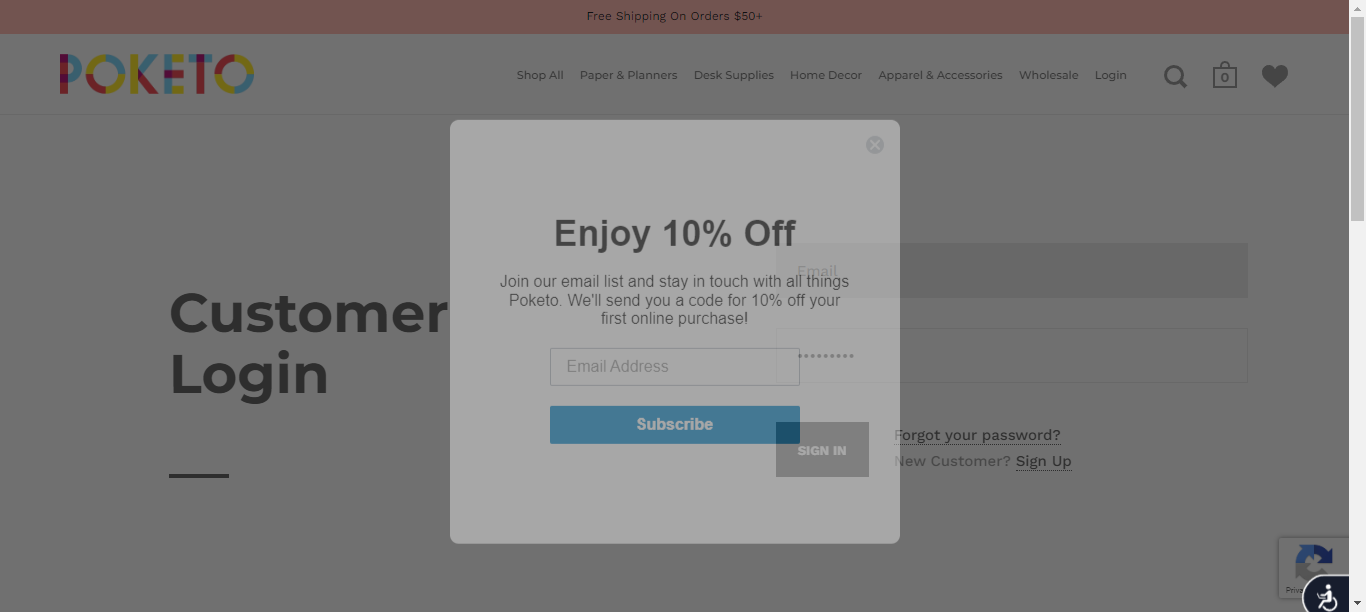 Free Shipping On Orders $50+
POKETO
Shop All Paper & Planners Desk Supplies Home Decor Apparel & Accessories Wholesale Login
0
Customer
Login
Enjoy 10% Off
Join our email list and stay in touch with all things
Poketo. We'll send you a code for 10% off your
first online purchase!
Email Address
Subscribe
Email
•••••••••
SIGN IN
Forgot your password?
New Customer? Sign Up